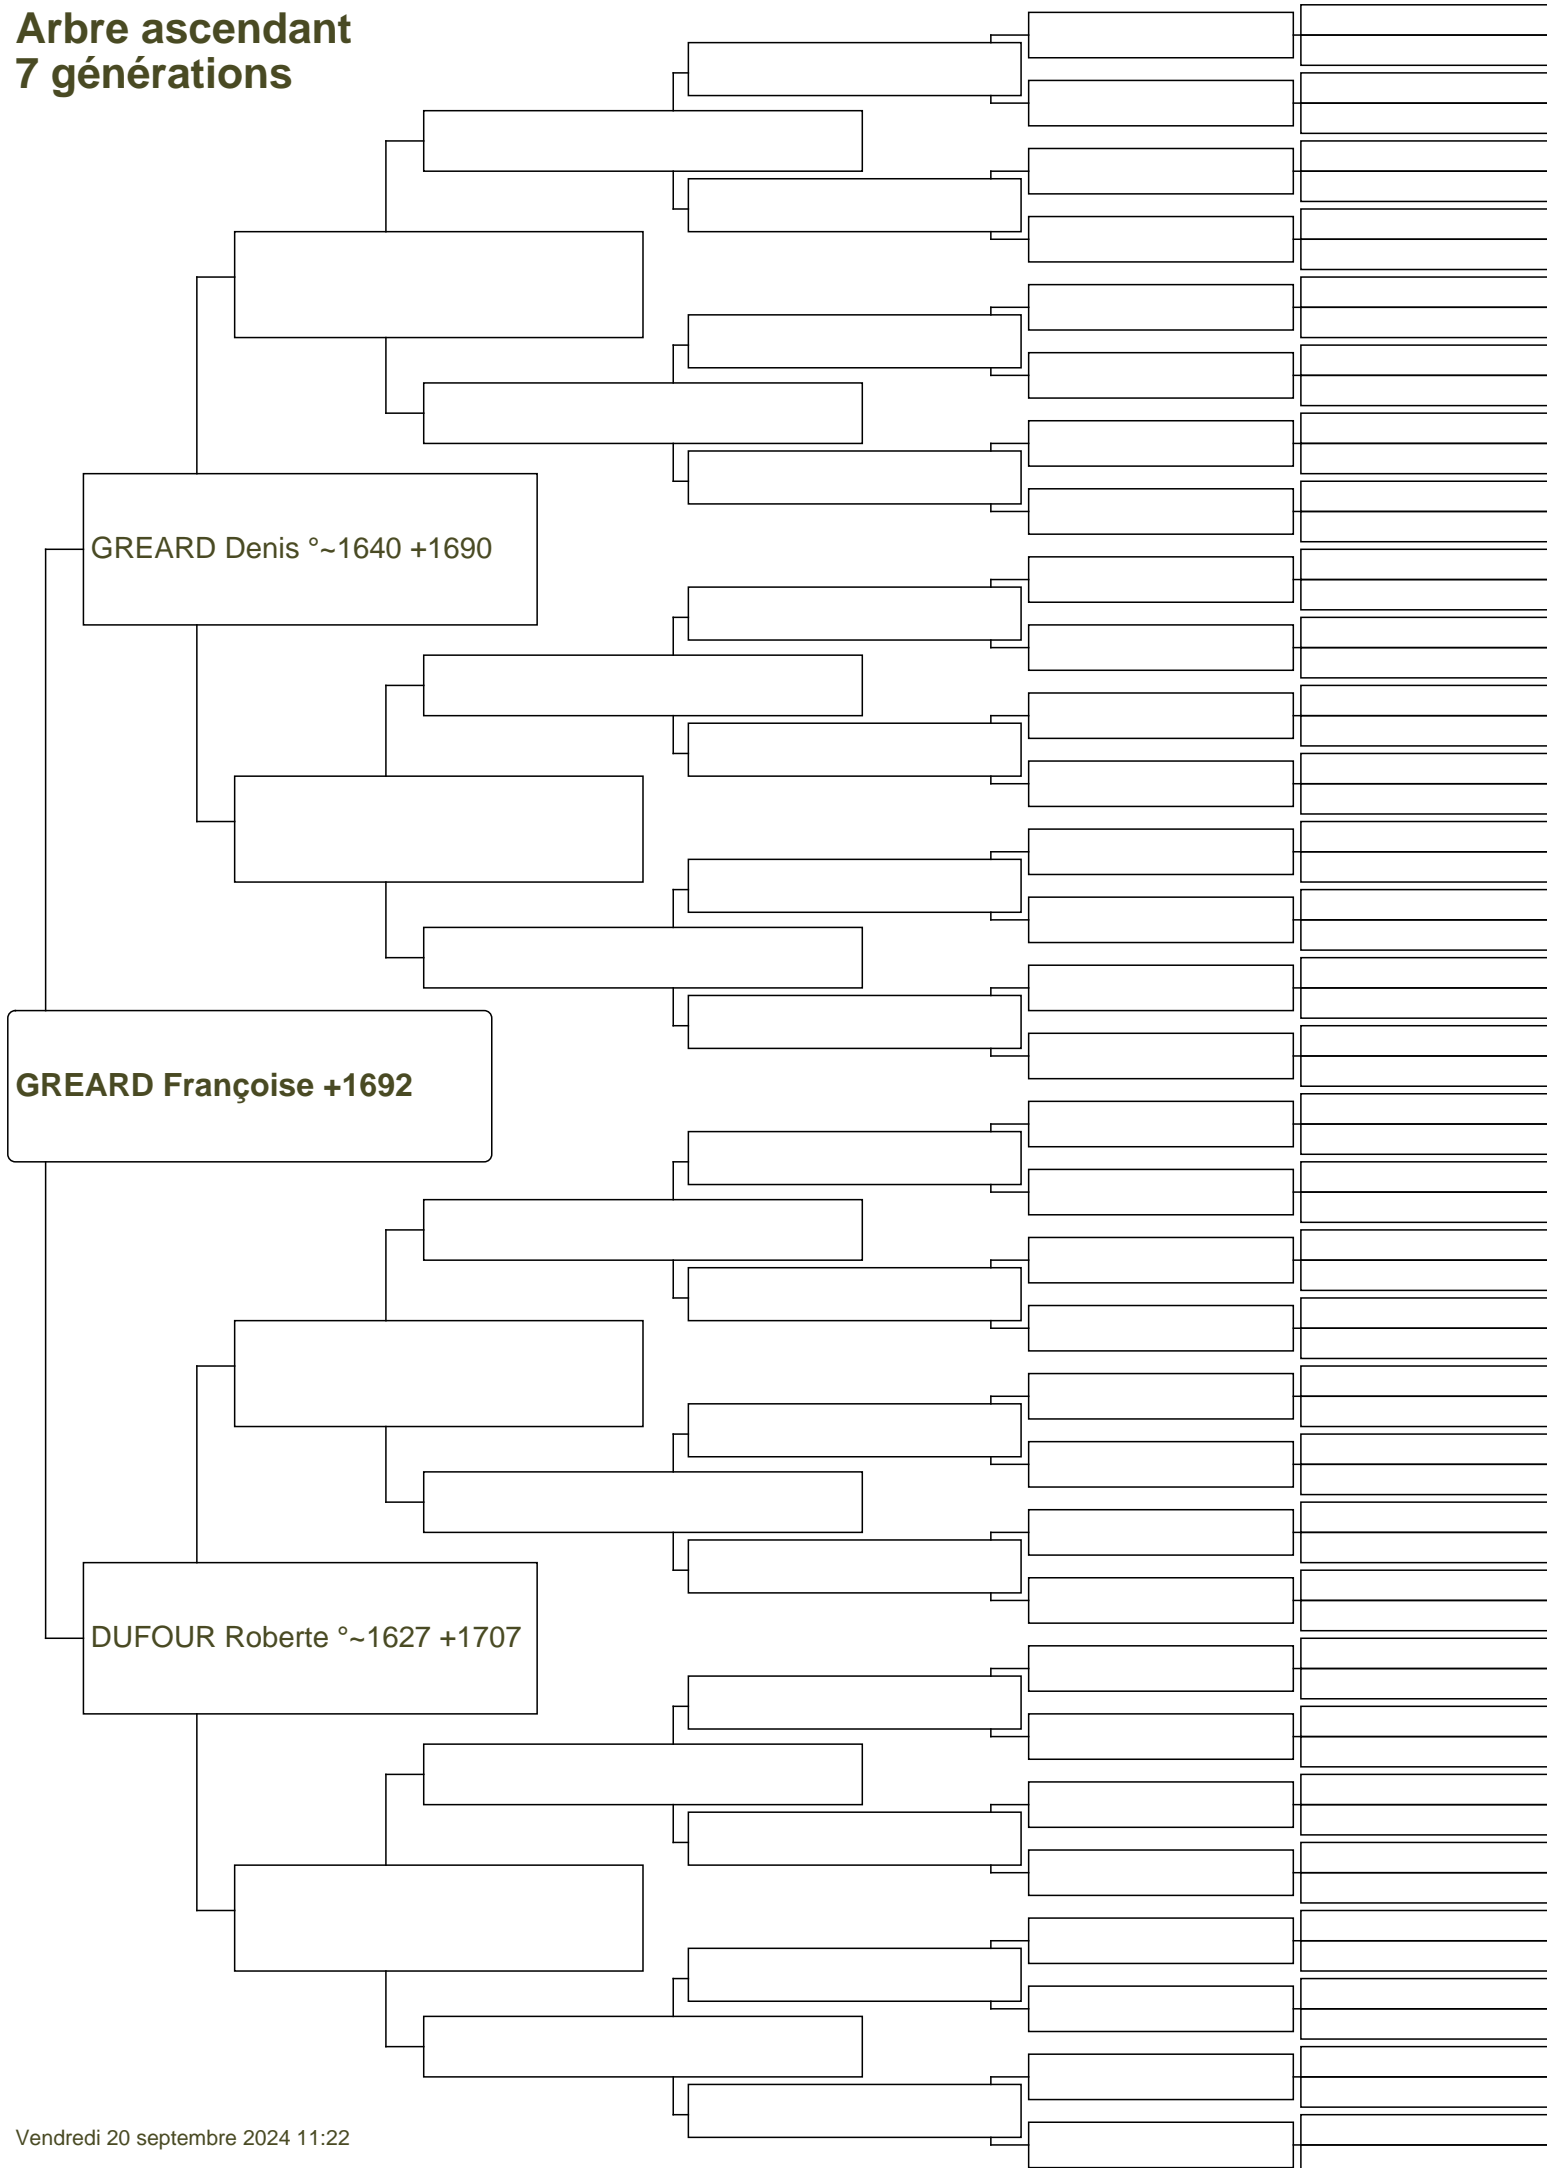 Arbre ascendant
7 générations
GREARD Denis °~1640 +1690
GREARD Françoise +1692
DUFOUR Roberte °~1627 +1707
Vendredi 20 septembre 2024 11:22